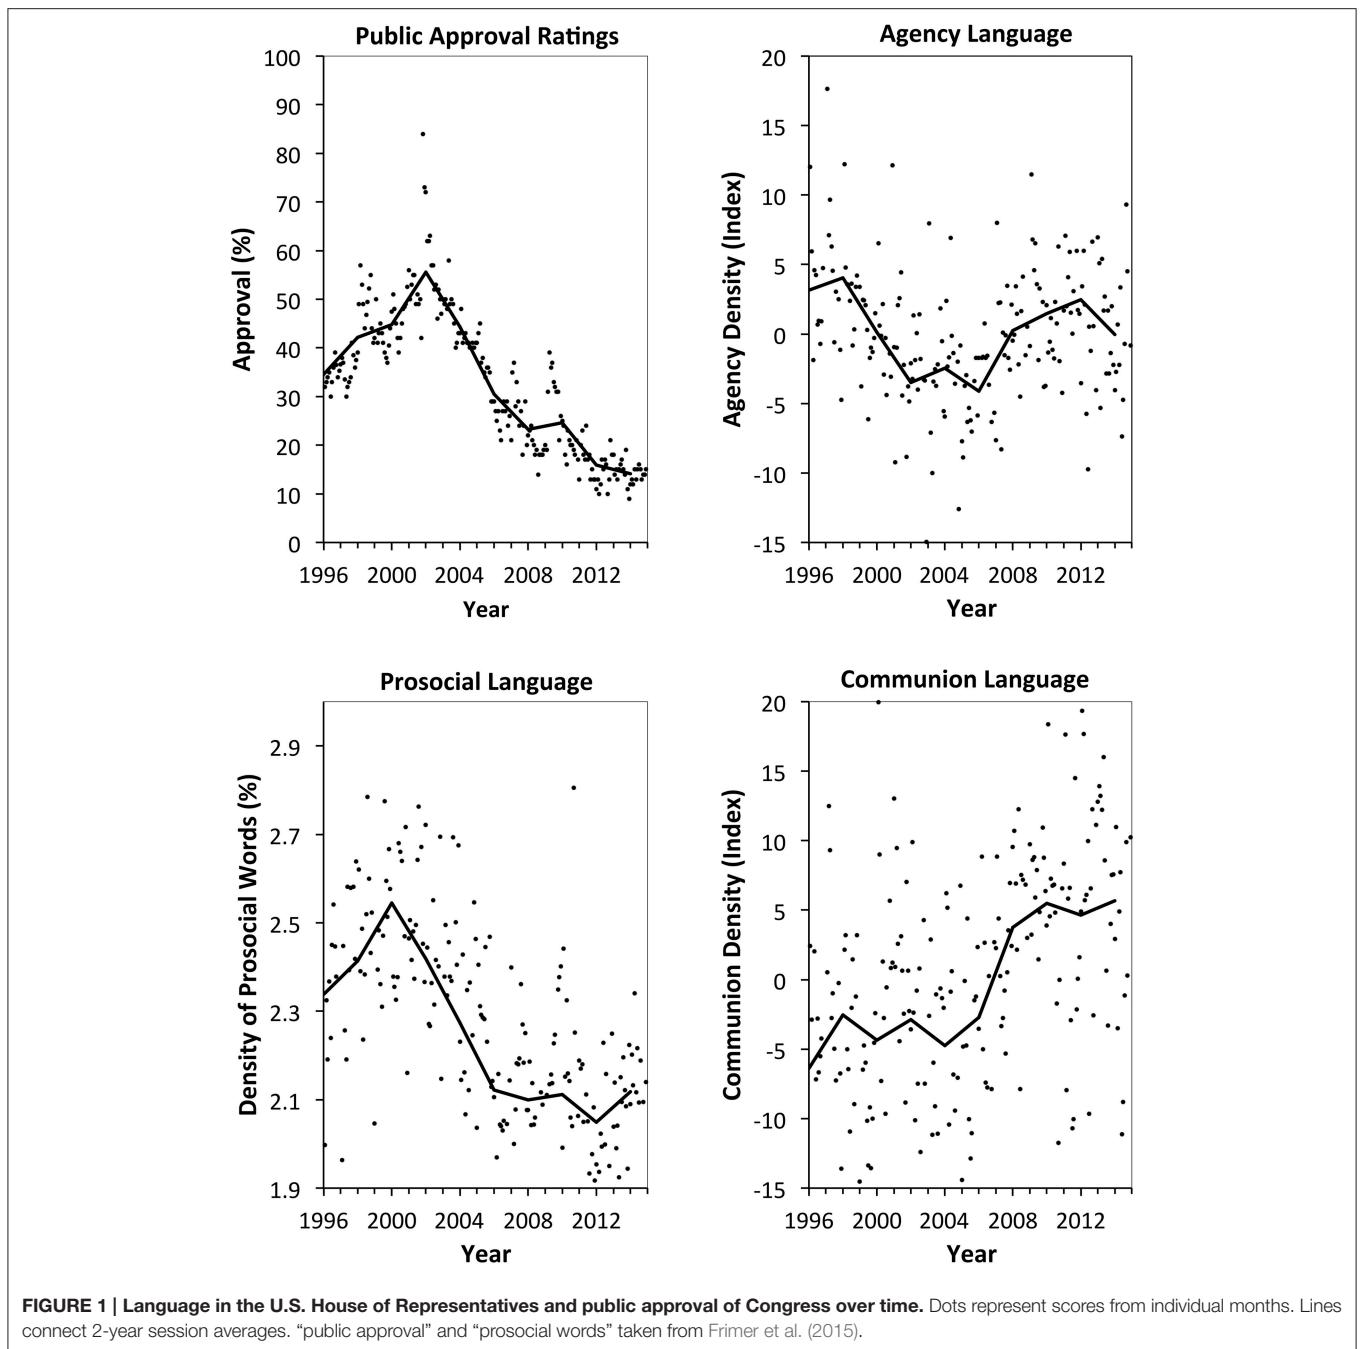 Public Approval Ratings
100
90
80
70
60
50
40
30
20
10
0
Approval (%)
1996 2000 2004 2008 2012
Year
Agency Language
20
15
10
5
0
-5
-10
-15
Agency Density (Index)
1996 2000 2004 2008 2012
Year
Prosocial Language
2.9
2.7
2.5
2.3
2.1
1.9
Density of Prosocial Words (%)
1996 2000 2004 2008 2012
Year
Communion Language
20
15
10
5
0
-5
-10
-15
Communion Density (Index)
1996 2000 2004 2008 2012
Year
FIGURE 1 | Language in the U.S. House of Representatives and public approval of Congress over time. Dots represent scores from individual months. Lines
connect 2-year session averages. “public approval” and “prosocial words” taken from Frimer et al. (2015).